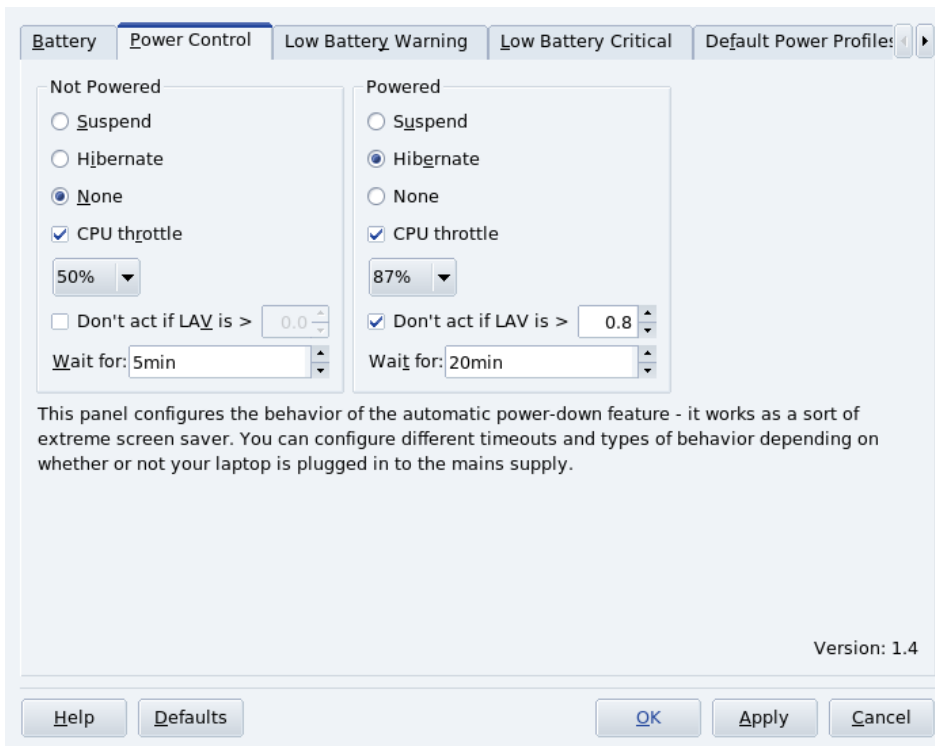 Battery
Power Control
Low Battery Warning
Low Battery Critical
Default Power Profiles
Not Powered
Suspend
Hibernate
None
CPU throttle
50%
Don't act if LAV is > 0.0
Wait for: 5min
Powered
Suspend
Hibernate
None
CPU throttle
87%
Don't act if LAV is > 0.8
Wait for: 20min
This panel configures the behavior of the automatic power-down feature - it works as a sort of
extreme screen saver. You can configure different timeouts and types of behavior depending on
whether or not your laptop is plugged in to the mains supply.
Version: 1.4
Help
Defaults
OK
Apply
Cancel